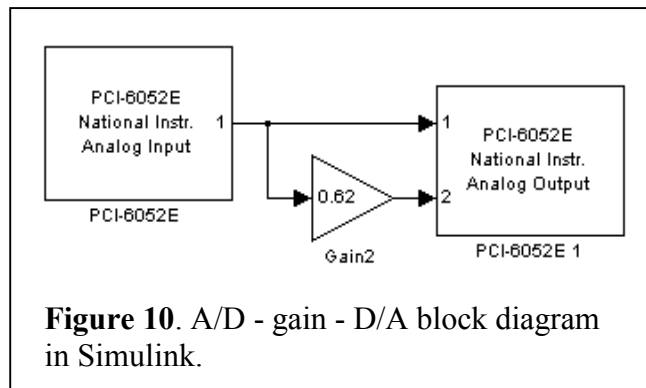 PCI-6052E
National Instr.
Analog Input
1
PCI-6052E
0.62
Gain2
1
2
PCI-6052E
National Instr.
Analog Output
PCI-6052E 1
Figure 10. A/D - gain - D/A block diagram
in Simulink.